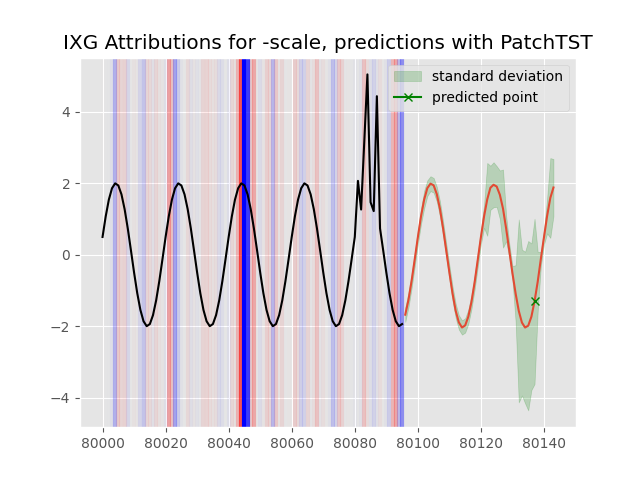 IXG Attributions for -scale, predictions with PatchTST
standard deviation
predicted point
4
2
0
−2
−4
80000 80020 80040 80060 80080 80100 80120 80140